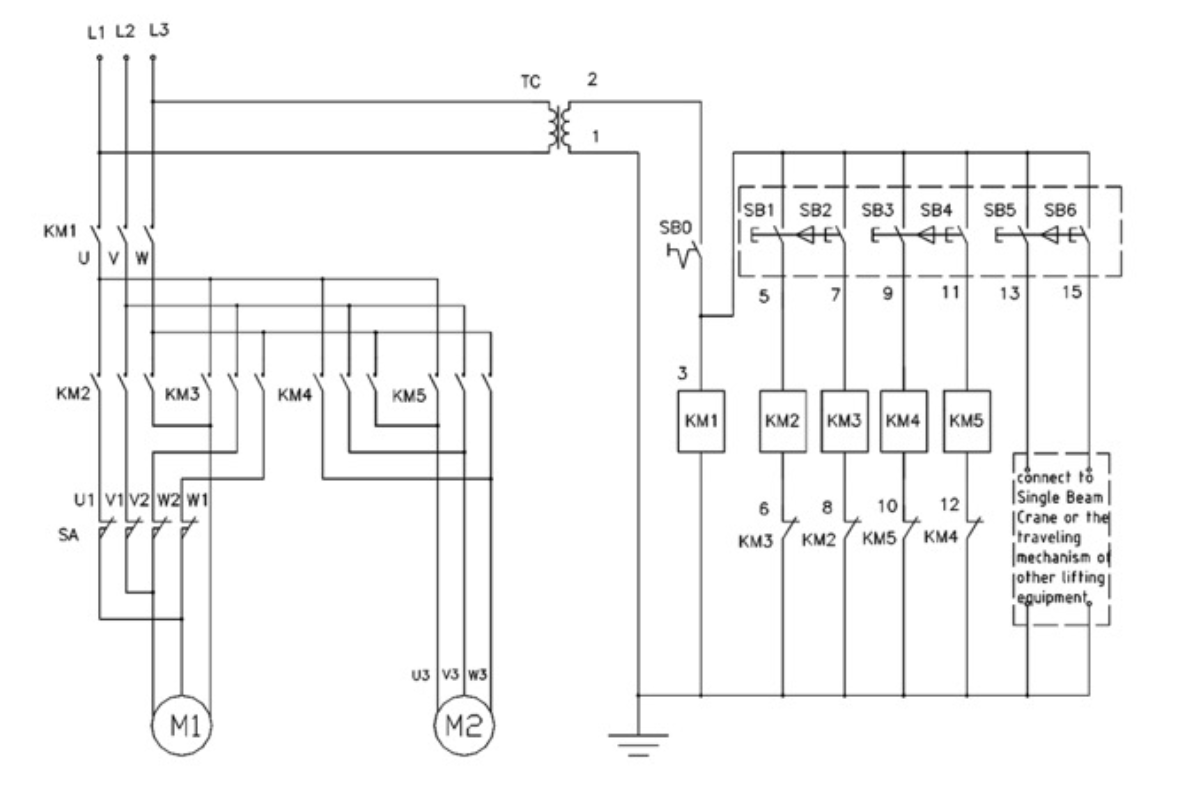 L1 L2 L3
TC
2
1
KM1
U V W
SB0
SB1 SB2 SB3 SB4 SB5 SB6
5 7 9 11 13 15
3
KM2 KM3 KM4 KM5
KM1 KM2 KM3 KM4 KM5
U1 V1 V2 W2 W1
SA
6 8 10 12
KM3 KM2 KM5 KM4
connect to
Single Beam
Crane or the
traveling
mechanism of
other lifting
equipment
U3 V3 W3
M1 M2